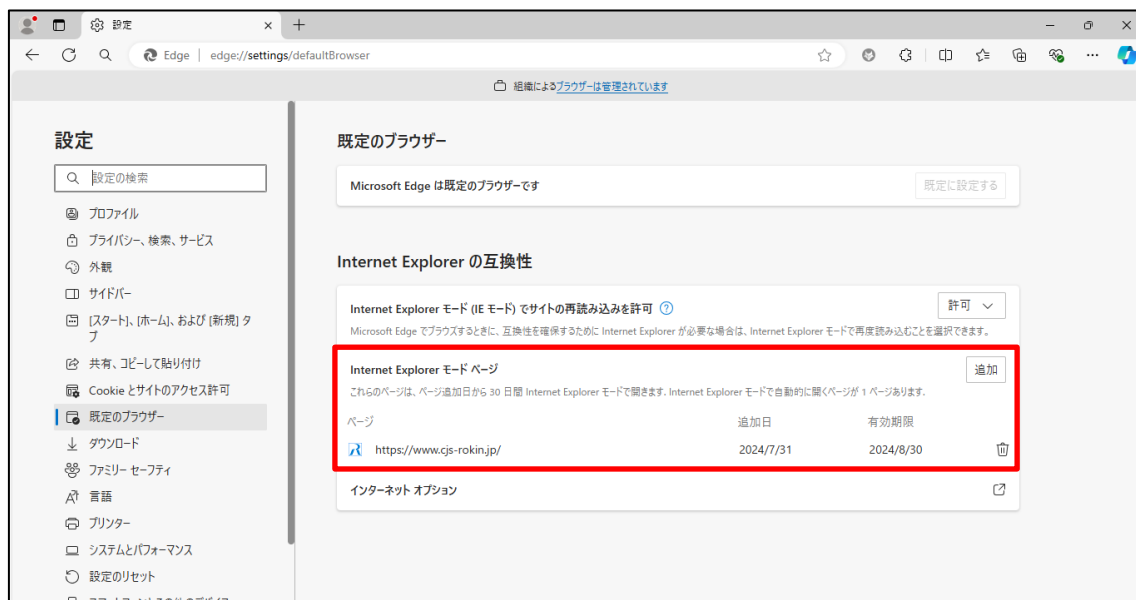 設定
Edge
edge://settings/defaultBrowser
組織によるブラウザーは管理されています
設定
設定の検索
プロファイル
プライバシー、検索、サービス
外観
サイドバー
[スタート]、[ホーム]、および [新規] タ
ブ
共有、コピーして貼り付け
Cookie とサイトのアクセス許可
既定のブラウザー
ダウンロード
ファミリー セーフティ
言語
プリンター
システムとパフォーマンス
設定のリセット
既定のブラウザー
Microsoft Edge は既定のブラウザーです
既定に設定する
Internet Explorer の互換性
Internet Explorer モード (IE モード) でサイトの再読み込みを許可
許可
Microsoft Edge でブラウズするときに、互換性を確保するために Internet Explorer が必要な場合は、Internet Explorer モードで再度読み込むことを選択できます。
Internet Explorer モード ページ
追加
これらのページは、ページ追加日から 30 日間 Internet Explorer モードで開きます. Internet Explorer モードで自動的に開くページが 1 ページあります.
ページ 追加日 有効期限
https://www.cjs-rokin.jp/ 2024/7/31 2024/8/30
インターネット オプション